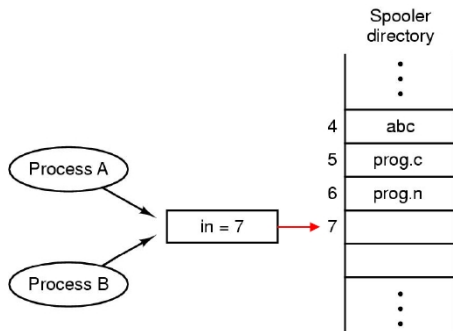 Spooler
directory
4 abc
5 prog.c
6 prog.n
7
Process A
in = 7
Process B